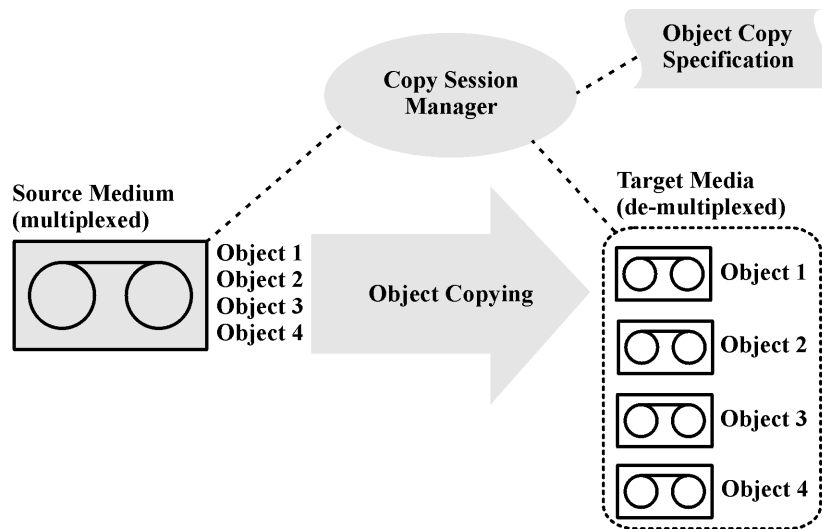 Object Copy
Specification
Copy Session
Manager
Source Medium
(multiplexed)
Object 1
Object 2
Object 3
Object 4
Object Copying
Target Media
(de-multiplexed)
Object 1
Object 2
Object 3
Object 4